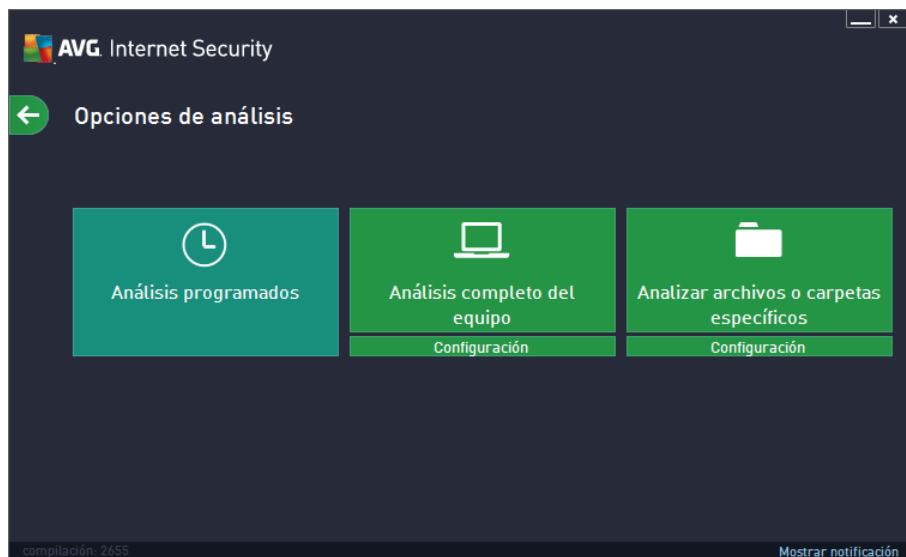 AVG. Internet Security
Opciones de análisis
Análisis programados
Análisis completo del
equipo
Configuración
Analizar archivos o carpetas
específicos
Configuración
compilación: 2655
Mostrar notificación